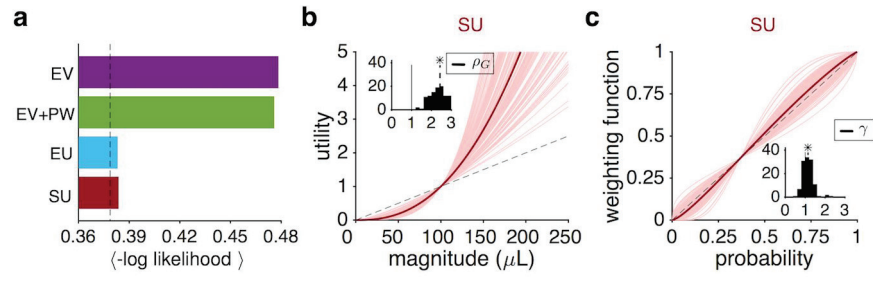 a
EV
EV+PW
EU
SU
0.36 0.39 0.42 0.45 0.48
⟨-log likelihood ⟩
b
SU
utility
5
4
3
2
1
0
0 50 100 150 200 250
magnitude (μL)
40
20
0
0 1 2 3
*
ρG
c
SU
weighting function
1
0.75
0.50
0.25
0
0 0.25 0.5 0.75 1
probability
40
20
0
0 1 2 3
*
γ